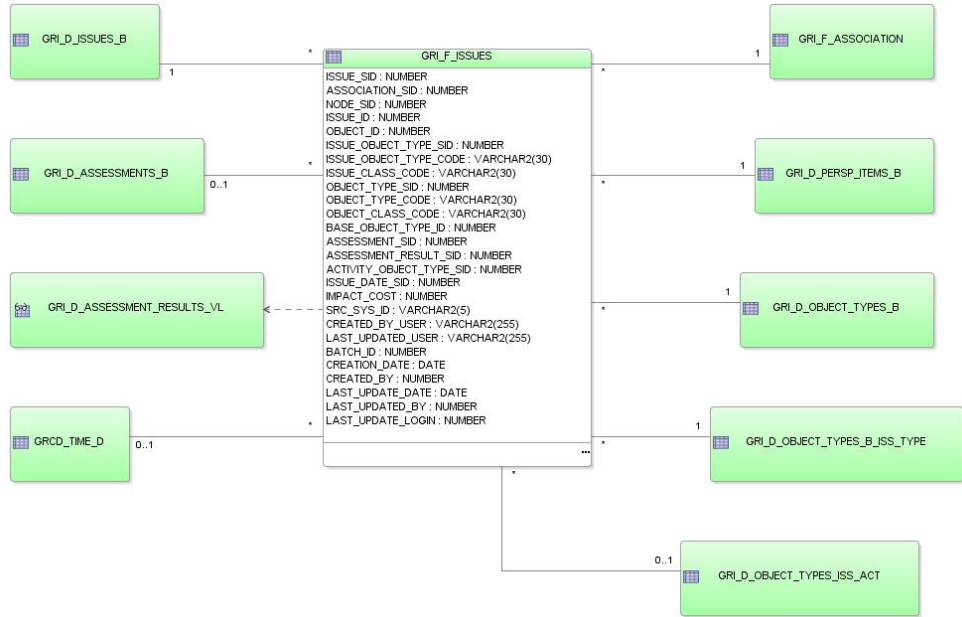 GRI_D_ISSUES_B
1
*
GRI_F_ISSUES
ISSUE_SID : NUMBER
ASSOCIATION_SID : NUMBER
NODE_SID : NUMBER
ISSUE_ID : NUMBER
OBJECT_ID : NUMBER
ISSUE_OBJECT_TYPE_SID : NUMBER
ISSUE_OBJECT_TYPE_CODE : VARCHAR2(30)
ISSUE_CLASS_CODE : VARCHAR2(30)
OBJECT_TYPE_SID : NUMBER
OBJECT_TYPE_CODE : VARCHAR2(30)
OBJECT_CLASS_CODE : VARCHAR2(30)
BASE_OBJECT_TYPE_ID : NUMBER
ASSESSMENT_SID : NUMBER
ASSESSMENT_RESULT_SID : NUMBER
ACTIVITY_OBJECT_TYPE_SID : NUMBER
ISSUE_DATE_SID : NUMBER
IMPACT_COST : NUMBER
SRC_SYS_ID : VARCHAR2(5)
CREATED_BY_USER : VARCHAR2(255)
LAST_UPDATED_USER : VARCHAR2(255)
BATCH_ID : NUMBER
CREATION_DATE : DATE
CREATED_BY : NUMBER
LAST_UPDATE_DATE : DATE
LAST_UPDATED_BY : NUMBER
LAST_UPDATE_LOGIN : NUMBER
...
GRI_F_ASSOCIATION
1
*
GRI_D_ASSESSMENTS_B
0..1
*
GRI_D_PERSP_ITEMS_B
1
*
GRI_D_ASSESSMENT_RESULTS_VL
GRI_D_OBJECT_TYPES_B
1
*
GRCD_TIME_D
0..1
*
GRI_D_OBJECT_TYPES_B_ISS_TYPE
1
*
*
0..1
GRI_D_OBJECT_TYPES_ISS_ACT